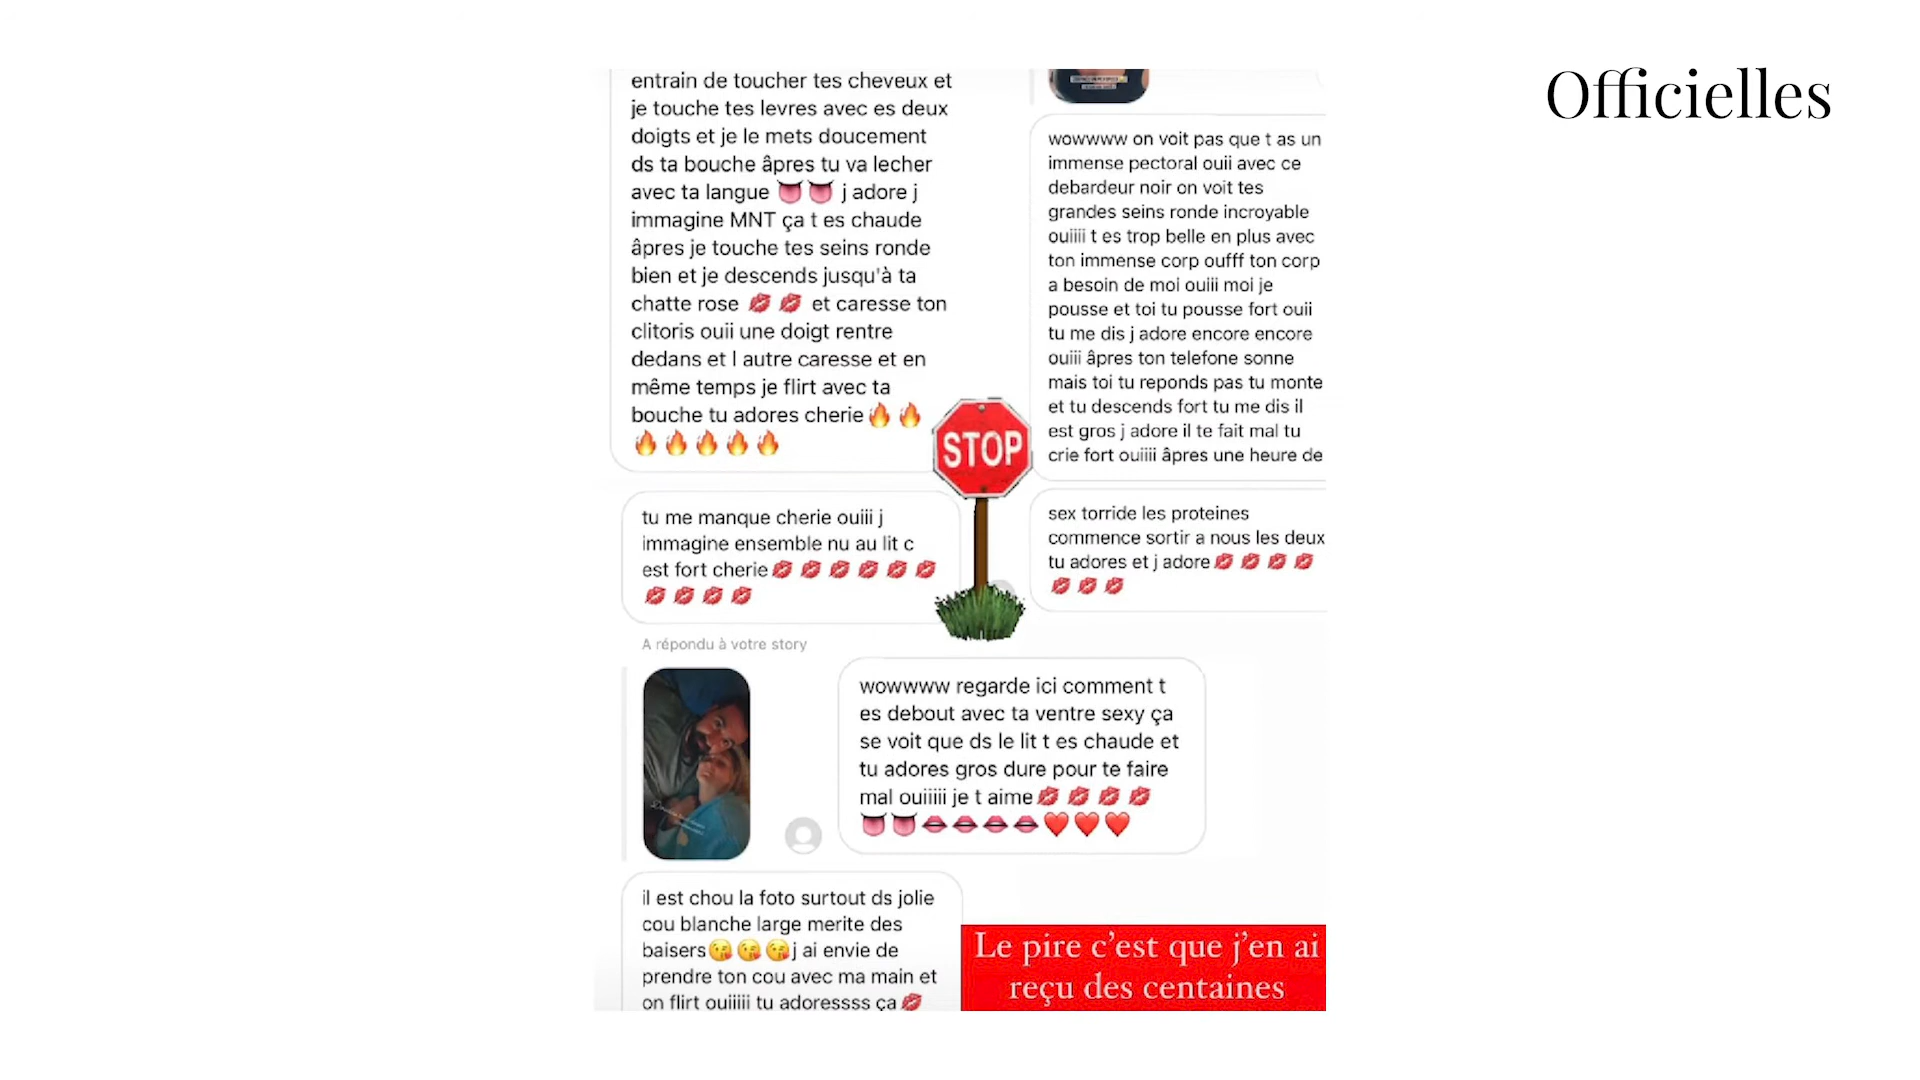 Officielles
entrain de toucher tes cheveux et
je touche tes levres avec es deux
doigts et je le mets doucement
ds ta bouche âpres tu va lecher
avec ta langue 👅👅 j adore j
immagine MNT ça t es chaude
âpres je touche tes seins ronde
bien et je descends jusqu'à ta
chatte rose 💋💋 et caresse ton
clitoris ouii une doigt rentre
dedans et l autre caresse et en
même temps je flirt avec ta
bouche tu adores cherie🔥🔥
🔥🔥🔥🔥🔥
wowwww on voit pas que t as un
immense pectoral ouii avec ce
debardeur noir on voit tes
grandes seins ronde incroyable
ouiiii t es trop belle en plus avec
ton immense corp oufff ton corp
a besoin de moi ouiii moi je
pousse et toi tu pousse fort ouii
tu me dis j adore encore encore
ouiii âpres ton telefone sonne
mais toi tu reponds pas tu monte
et tu descends fort tu me dis il
est gros j adore il te fait mal tu
crie fort ouiiii âpres une heure de
STOP
tu me manque cherie ouiii j
immagine ensemble nu au lit c
est fort cherie💋💋💋💋💋💋
💋💋💋💋
sex torride les proteines
commence sortir a nous les deux
tu adores et j adore💋💋💋💋
💋💋💋
A répondu à votre story
wowwww regarde ici comment t
es debout avec ta ventre sexy ça
se voit que ds le lit t es chaude et
tu adores gros dure pour te faire
mal ouiiiii je t aime💋💋💋💋
👅👅👄👄👄👄❤️❤️❤️
il est chou la foto surtout ds jolie
cou blanche large merite des
baisers😘😘😘j ai envie de
prendre ton cou avec ma main et
on flirt ouiiiii tu adoressss ça💋
Le pire c'est que j'en ai
reçu des centaines